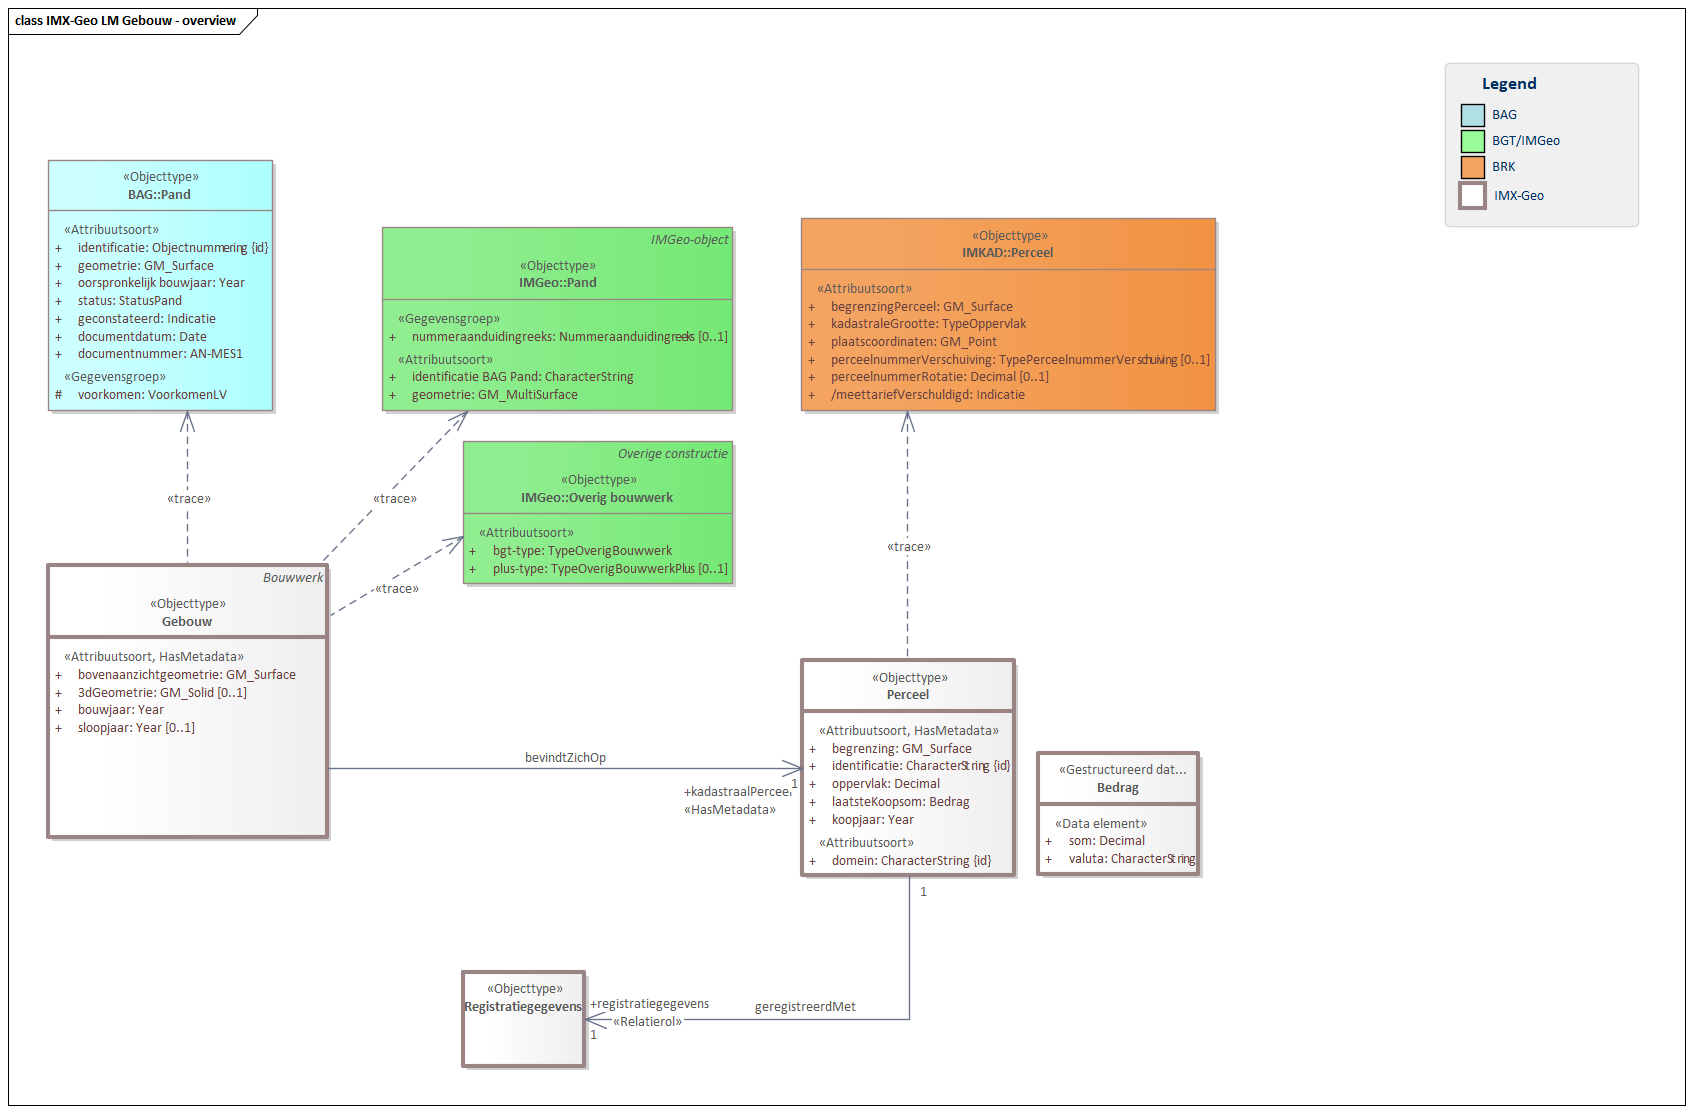 class IMX-Geo LM Gebouw - overview
Legend
BAG
BGT/IMGeo
BRK
IMX-Geo
«Objecttype»
BAG::Pand
«Attribuutsoort»
+ identificatie: Objectnummering {id}
+ geometrie: GM_Surface
+ oorspronkelijk bouwjaar: Year
+ status: StatusPand
+ geconstateerd: Indicatie
+ documentdatum: Date
+ documentnummer: AN-MES1
«Gegevensgroep»
# voorkomen: VoorkomenLV
IMGeo-object
«Objecttype»
IMGeo::Pand
«Gegevensgroep»
+ nummeraanduidingreeks: Nummeraanduidingreeks [0..1]
«Attribuutsoort»
+ identificatie BAG Pand: CharacterString
+ geometrie: GM_MultiSurface
«Objecttype»
IMKAD::Perceel
«Attribuutsoort»
+ begrenzingPerceel: GM_Surface
+ kadastraleGrootte: TypeOppervlak
+ plaatscoordinaten: GM_Point
+ perceelnummerVerschuiving: TypePerceelnummerVerschuiving [0..1]
+ perceelnummerRotatie: Decimal [0..1]
+ /meettariefVerschuldigd: Indicatie
Overige constructie
«Objecttype»
IMGeo::Overig bouwwerk
«Attribuutsoort»
+ bgt-type: TypeOverigBouwwerk
+ plus-type: TypeOverigBouwwerkPlus [0..1]
«trace»
«trace»
«trace»
«trace»
Bouwwerk
«Objecttype»
Gebouw
«Attribuutsoort, HasMetadata»
+ bovenaanzichtgeometrie: GM_Surface
+ 3dGeometrie: GM_Solid [0..1]
+ bouwjaar: Year
+ sloopjaar: Year [0..1]
bevindtZichOp
+kadastraalPerceel
«HasMetadata»
1
«Objecttype»
Perceel
«Attribuutsoort, HasMetadata»
+ begrenzing: GM_Surface
+ identificatie: CharacterString {id}
+ oppervlak: Decimal
+ laatsteKoopsom: Bedrag
+ koopjaar: Year
«Attribuutsoort»
+ domein: CharacterString {id}
«Gestructureerd dat...
Bedrag
«Data element»
+ som: Decimal
+ valuta: CharacterString
1
«Objecttype»
Registratiegegevens
+registratiegegevens
«Relatierol»
1
geregistreerdMet